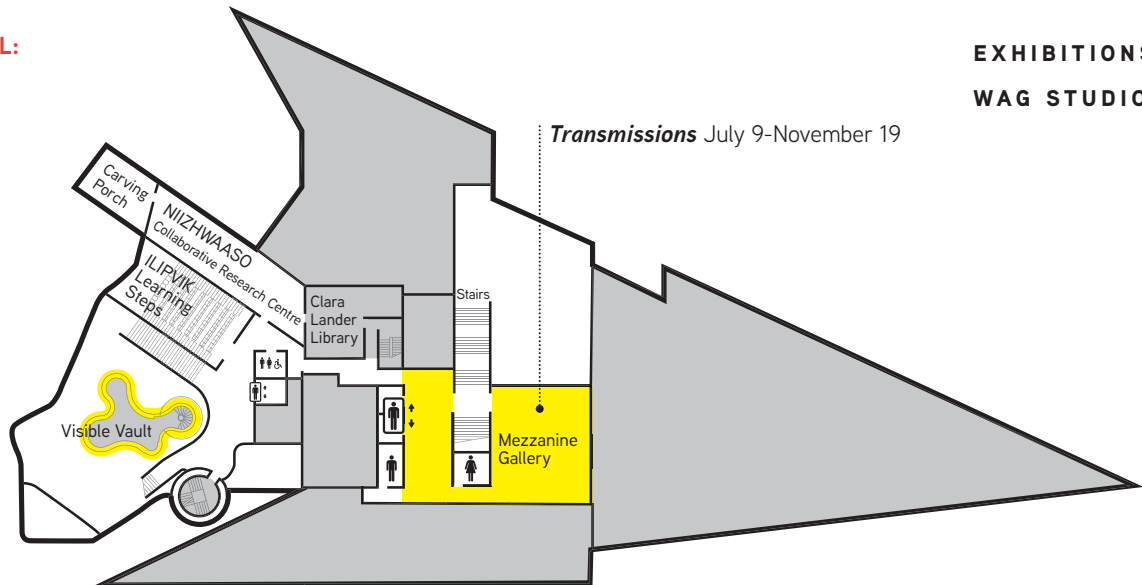 L:
EXHIBITIONS
WAG STUDIO
Transmissions July 9-November 19
Carving
Porch
NIIZHWAASO
Collaborative Research Centre
ILIPVIK
Learning
Steps
Clara
Lander
Library
Stairs
Visible Vault
Mezzanine
Gallery